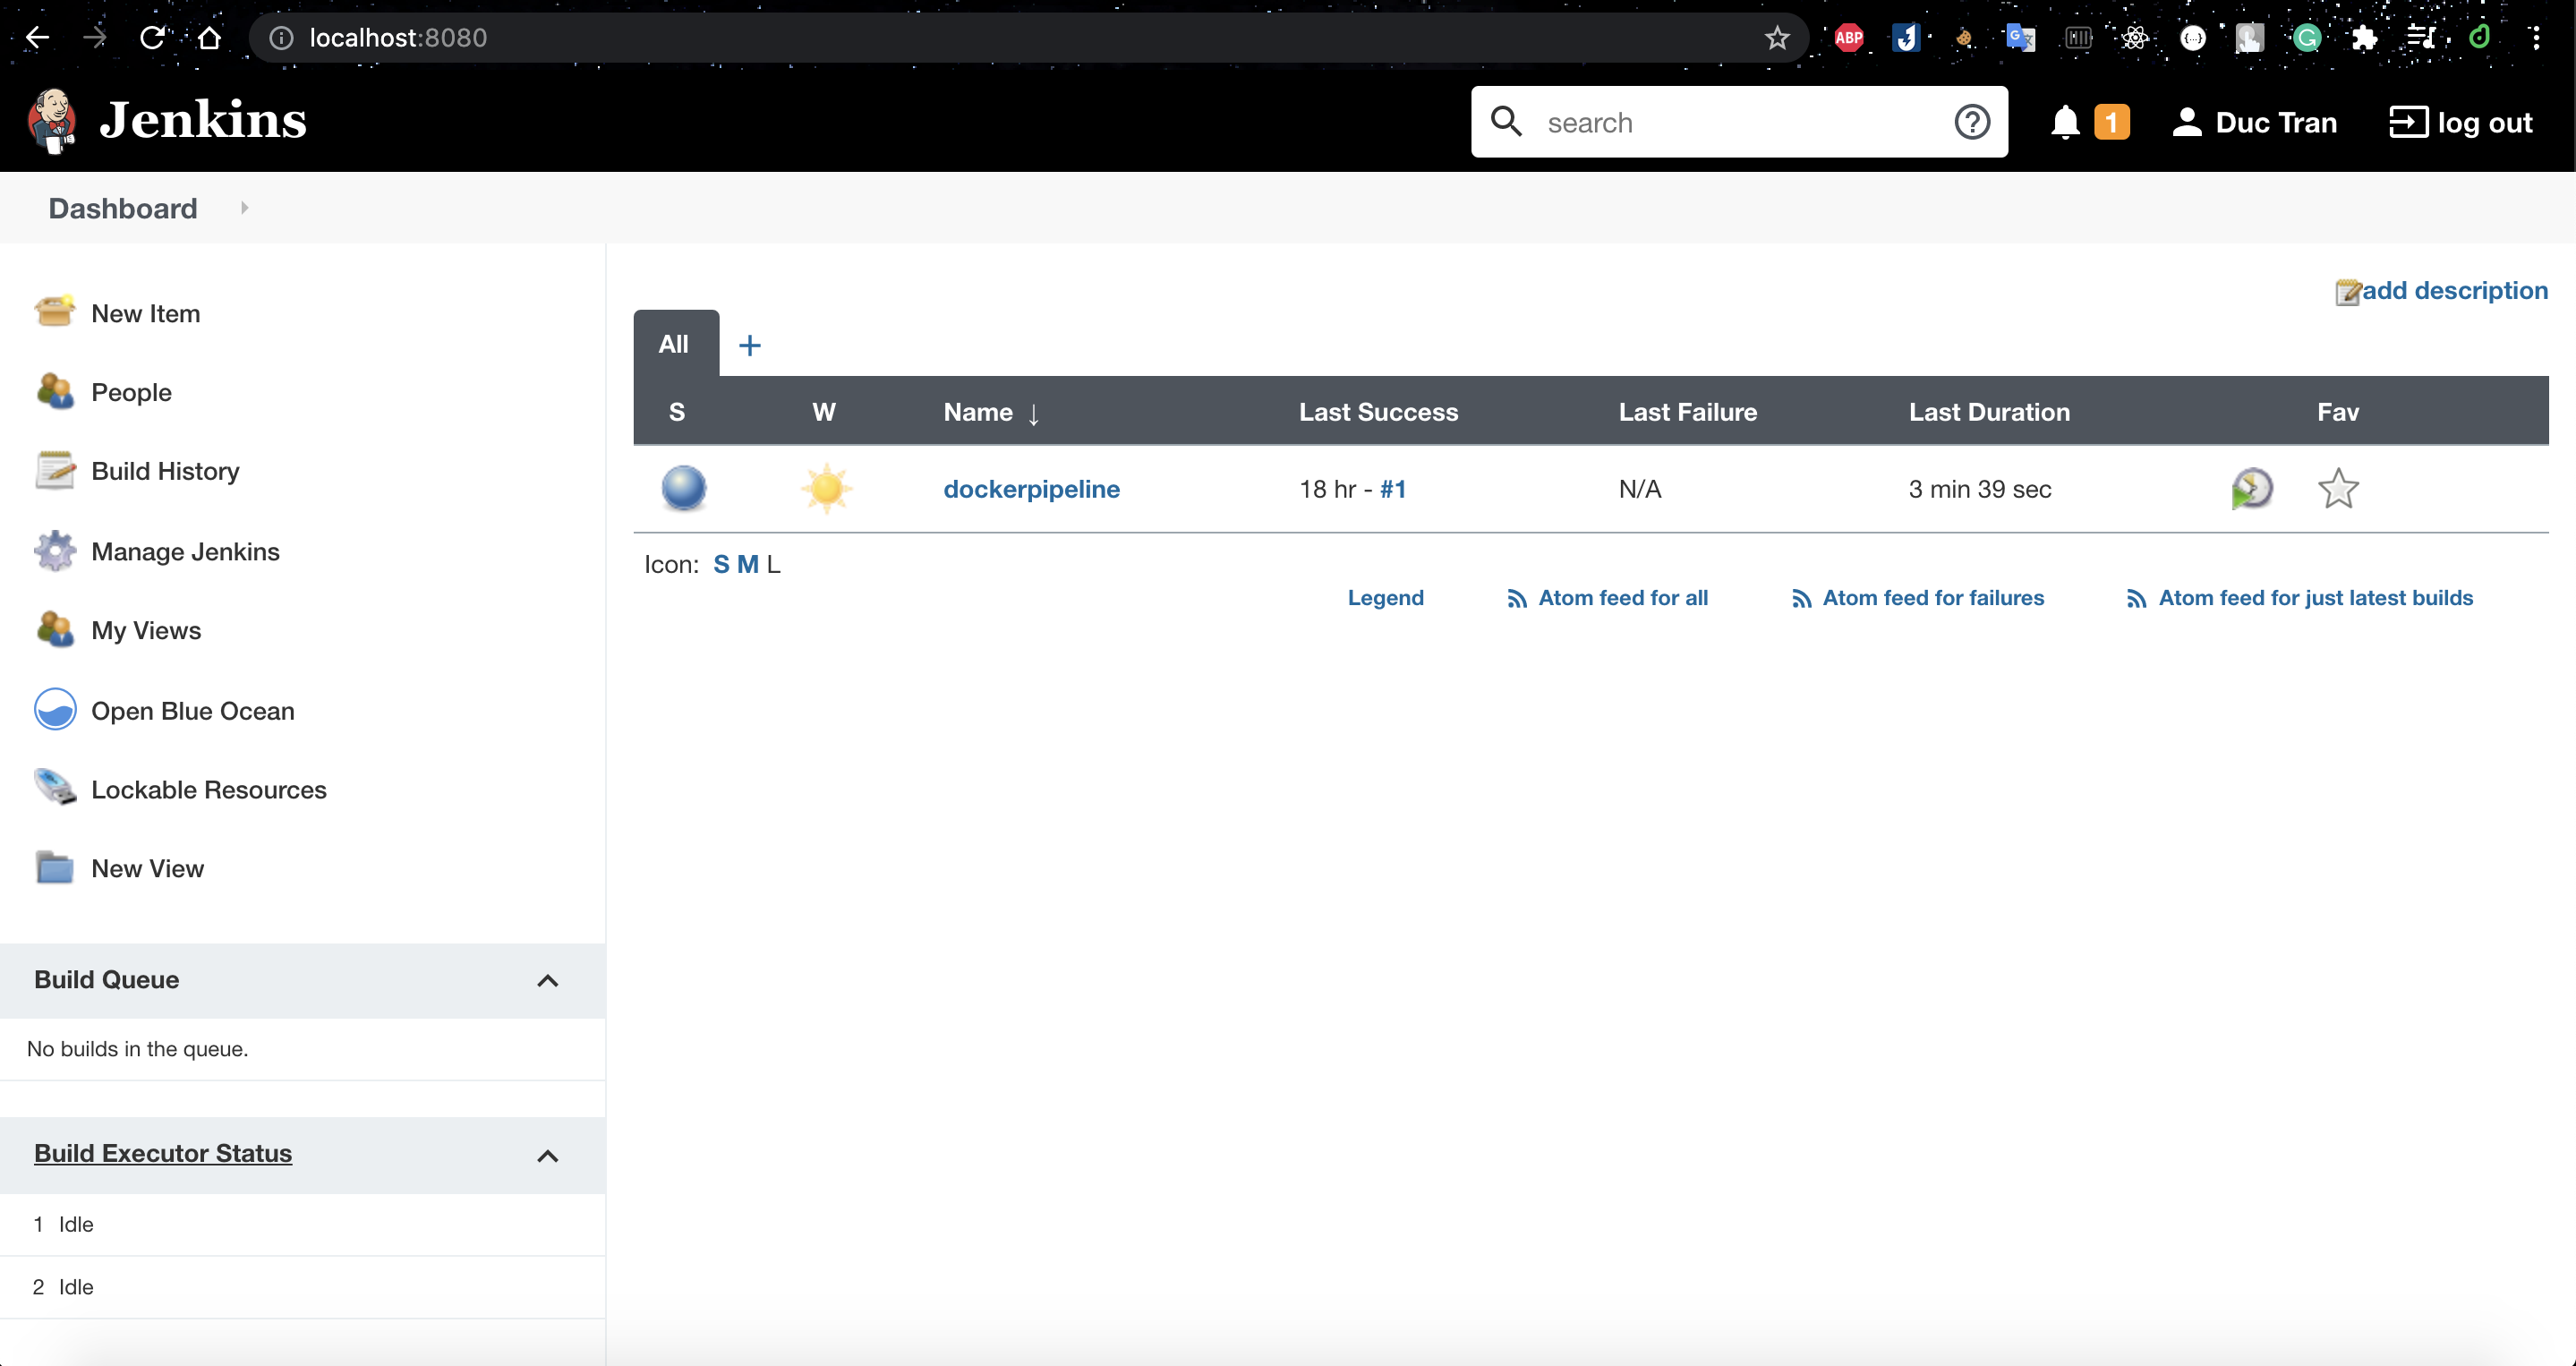 localhost:8080
ABP
Jenkins
search
1
Duc Tran
log out
Dashboard
New Item
People
Build History
Manage Jenkins
My Views
Open Blue Ocean
Lockable Resources
New View
Build Queue
No builds in the queue.
Build Executor Status
1 Idle
2 Idle
add description
All +
S W Name ↓ Last Success Last Failure Last Duration Fav
dockerpipeline 18 hr - #1 N/A 3 min 39 sec
Icon: S M L
Legend Atom feed for all Atom feed for failures Atom feed for just latest builds